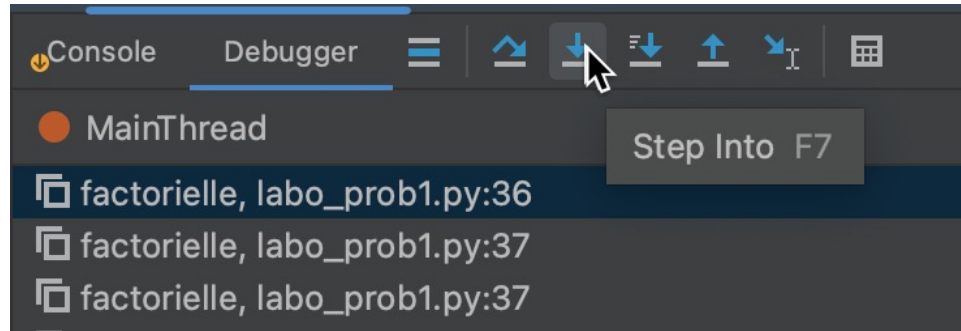 Console Debugger
MainThread
Step Into F7
factorielle, labo_prob1.py:36
factorielle, labo_prob1.py:37
factorielle, labo_prob1.py:37